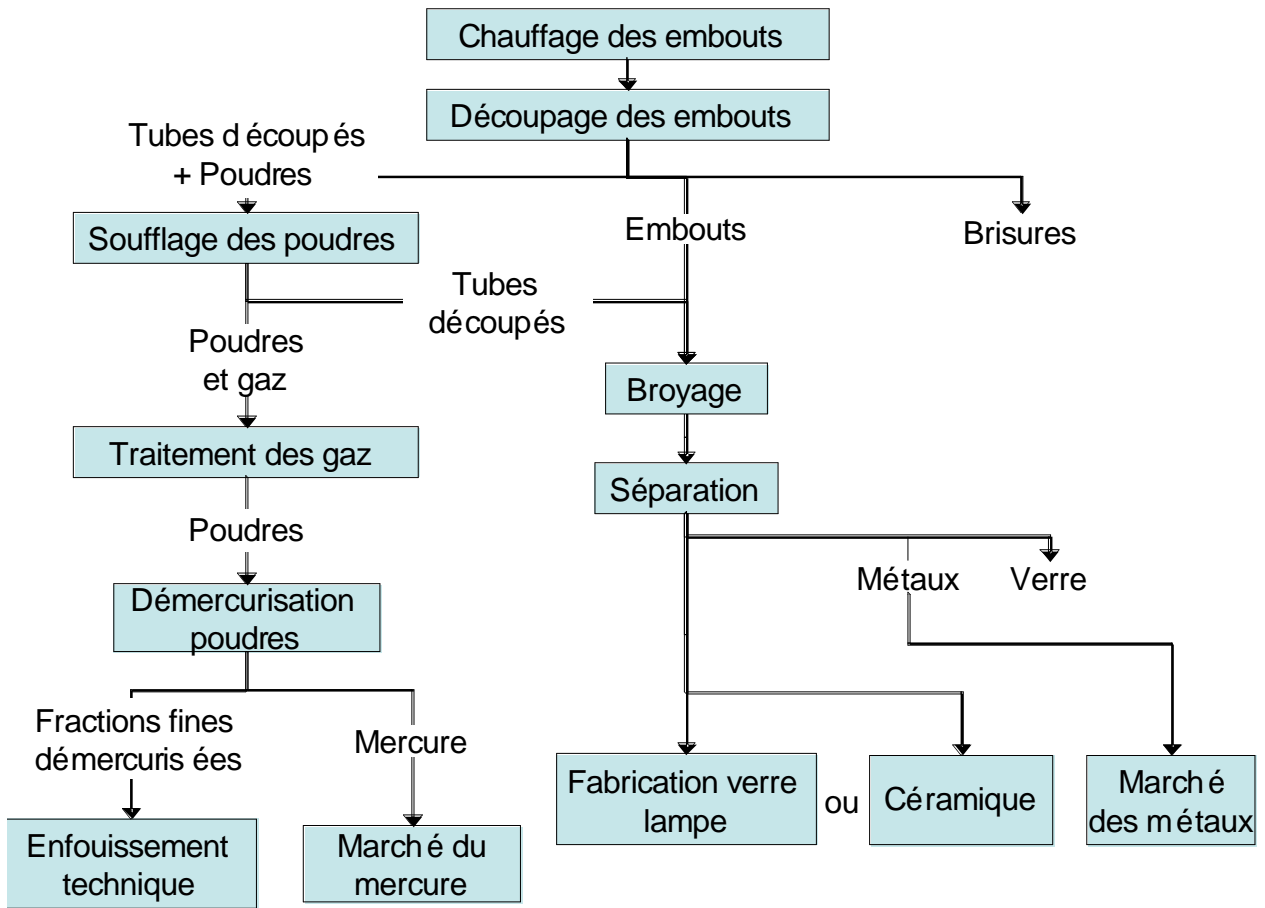 Chauffage des embouts
Découpage des embouts
Tubes d écoup és
+ Poudres
Soufflage des poudres
Embouts
Brisures
Tubes
découpés
Poudres
et gaz
Broyage
Traitement des gaz
Séparation
Poudres
Métaux
Verre
Démercurisation
poudres
Fractions fines
démercuris ées
Mercure
Fabrication verre
lampe
ou
Céramique
March é
des m étaux
Enfouissement
technique
March é du
mercure